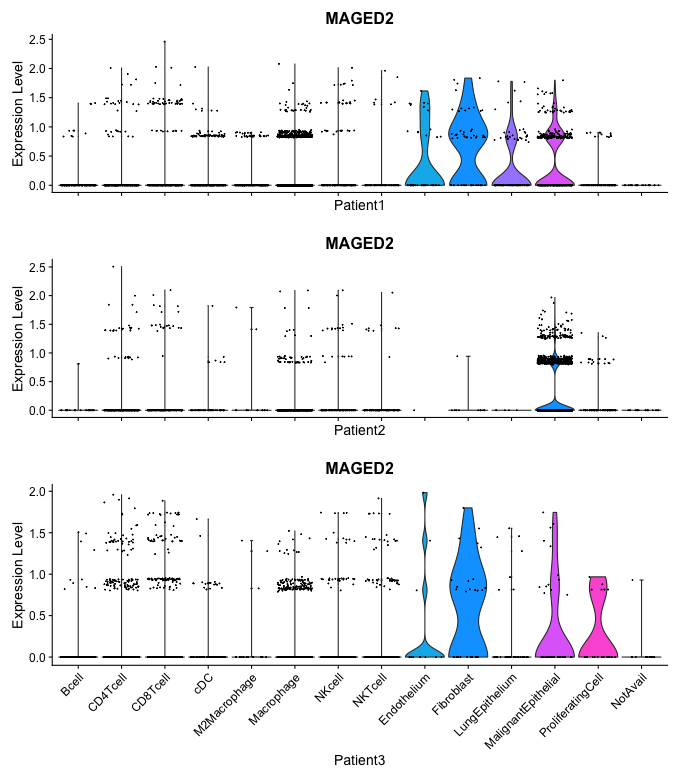 MAGED2
Expression Level
2.5
2.0
1.5
1.0
0.5
0.0
Patient1
MAGED2
Expression Level
2.5
2.0
1.5
1.0
0.5
0.0
Patient2
MAGED2
Expression Level
2.0
1.5
1.0
0.5
0.0
Bcell
CD4Tcell
CD8Tcell
cDC
M2Macrophage
Macrophage
NKcell
NKTcell
Endothelium
Fibroblast
LungEpithelium
MalignantEpithelial
ProliferatingCell
NotAvail
Patient3